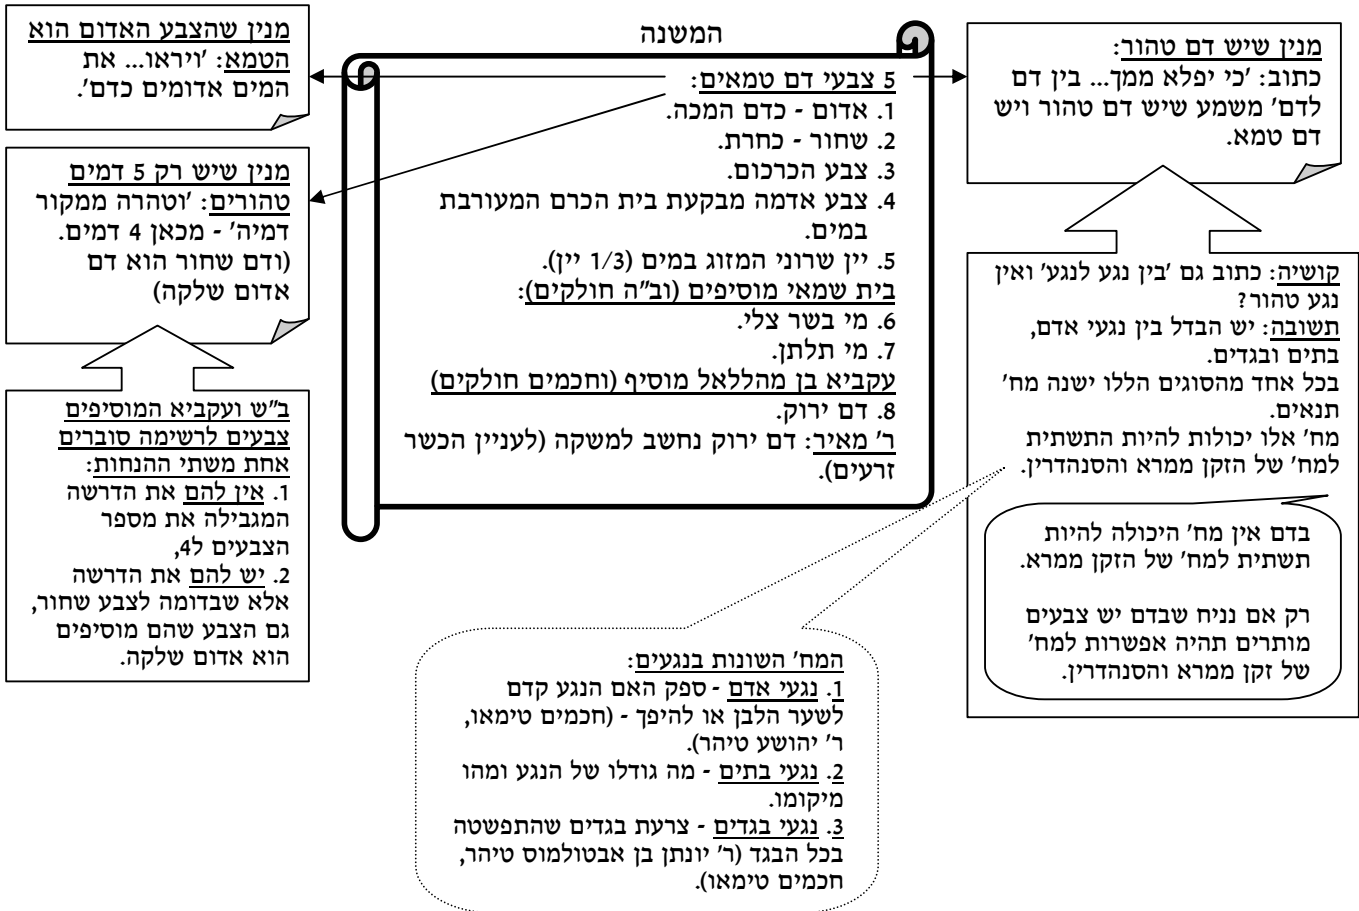 המשנה
5 צבעי דם טמאים:
1. אדום - כדם המכה.
2. שחור - כחרת.
3. צבע הכרכום.
4. צבע אדמה מבקעת בית הכרם המעורבת
במים.
5. יין שרוני המזוג במים (1/3 יין).
בית שמאי מוסיפים (וב"ה חולקים):
6. מי בשר צלי.
7. מי תלתן.
עקביא בן מהללאל מוסיף (וחכמים חולקים)
8. דם ירוק.
ר' מאיר: דם ירוק נחשב למשקה (לעניין הכשר
זרעים).
מנין שיש דם טהור:
כתוב: 'כי יפלא ממך... בין דם
לדם' משמע שיש דם טהור ויש
דם טמא.
קושיה: כתוב גם 'בין נגע לנגע' ואין
נגע טהור?
תשובה: יש הבדל בין נגעי אדם,
בתים ובגדים.
בכל אחד מהסוגים הללו ישנה מח'
תנאים.
מח' אלו יכולות להיות התשתית
למח' של הזקן ממרא והסנהדרין.
בדם אין מח' היכולה להיות
תשתית למח' של הזקן ממרא.
רק אם נניח שבדם יש צבעים
מותרים תהיה אפשרות למח'
של זקן ממרא והסנהדרין.
מנין שהצבע האדום הוא
הטמא: 'ויראו... את
המים אדומים כדם'.
מנין שיש רק 5 דמים
טהורים: 'וטהרה ממקור
דמיה' - מכאן 4 דמים.
(ודם שחור הוא דם
אדום שלקה)
ב"ש ועקביא המוסיפים
צבעים לרשימה סוברים
אחת משתי ההנחות:
1. אין להם את הדרשה
המגבילה את מספר
הצבעים ל4,
2. יש להם את הדרשה
אלא שבדומה לצבע שחור,
גם הצבע שהם מוסיפים
הוא אדום שלקה.
המח' השונות בנגעים:
1. נגעי אדם - ספק האם הנגע קדם
לשער הלבן או להיפך - (חכמים טימאו,
ר' יהושע טיהר).
2. נגעי בתים - מה גודלו של הנגע ומהו
מיקומו.
3. נגעי בגדים - צרעת בגדים שהתפשטה
בכל הבגד (ר' יונתן בן אבטולמוס טיהר,
חכמים טימאו).